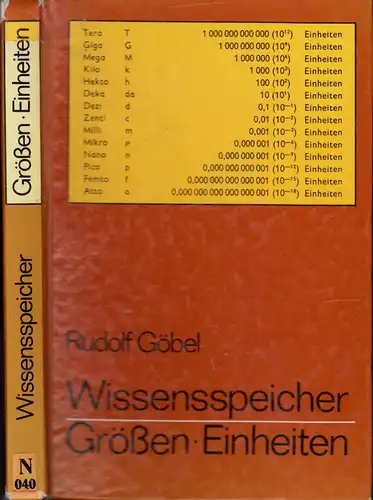 Größen · Einheiten
Wissensspeicher
N
040
Tera T 1 000 000 000 000 (10¹²) Einheiten
Giga G 1 000 000 000 (10⁹) Einheiten
Mega M 1 000 000 (10⁶) Einheiten
Kilo k 1 000 (10³) Einheiten
Hekto h 100 (10²) Einheiten
Deka da 10 (10¹) Einheiten
Dezi d 0,1 (10⁻¹) Einheiten
Zenti c 0,01 (10⁻²) Einheiten
Milli m 0,001 (10⁻³) Einheiten
Mikro µ 0,000 001 (10⁻⁶) Einheiten
Nano n 0,000 000 001 (10⁻⁹) Einheiten
Pico p 0,000 000 000 001 (10⁻¹²) Einheiten
Femto f 0,000 000 000 000 001 (10⁻¹⁵) Einheiten
Atto a 0,000 000 000 000 000 001 (10⁻¹⁸) Einheiten
Rudolf Göbel
Wissensspeicher
Größen · Einheiten